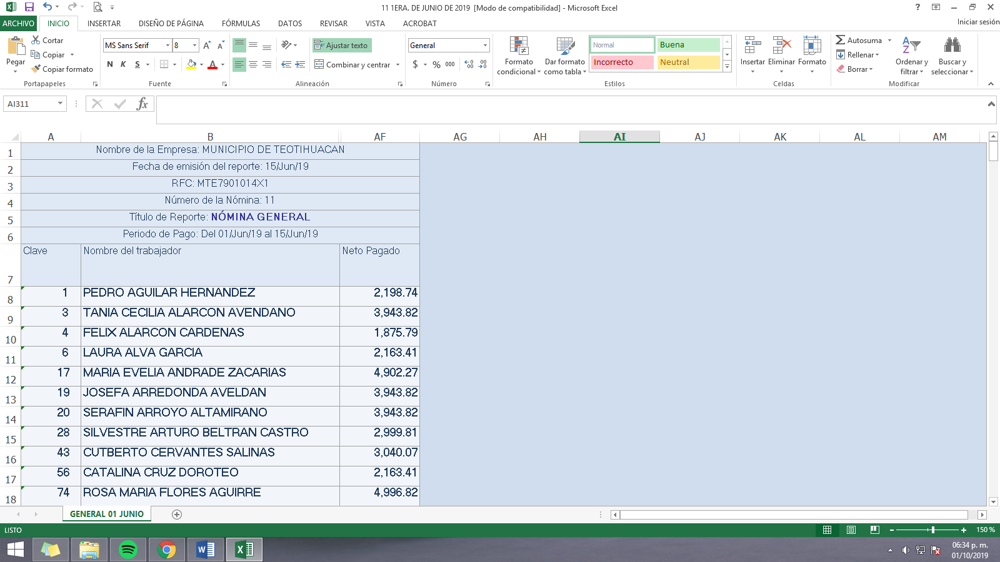 11 1ERA. DE JUNIO DE 2019 [Modo de compatibilidad] - Microsoft Excel
ARCHIVO INICIO INSERTAR DISEÑO DE PÁGINA FÓRMULAS DATOS REVISAR VISTA ACROBAT Iniciar sesión
Pegar
Cortar
Copiar
Copiar formato
Portapapeles
MS Sans Serif 8
N K S
Fuente
Ajustar texto
Combinar y centrar
Alineación
General
$ % 000
Número
Formato condicional
Dar formato como tabla
Normal Buena
Incorrecto Neutral
Estilos
Insertar Eliminar Formato
Celdas
Autosuma
Rellenar
Borrar
Ordenar y filtrar
Buscar y seleccionar
Modificar
AI311 fx
A B AF AG AH AI AJ AK AL AM
1 Nombre de la Empresa: MUNICIPIO DE TEOTIHUACAN
2 Fecha de emisión del reporte: 15/Jun/19
3 RFC: MTE7901014X1
4 Número de la Nómina: 11
5 Título de Reporte: NÓMINA GENERAL
6 Periodo de Pago: Del 01/Jun/19 al 15/Jun/19
7 Clave Nombre del trabajador Neto Pagado
8 1 PEDRO AGUILAR HERNANDEZ 2,198.74
9 3 TANIA CECILIA ALARCON AVENDANO 3,943.82
10 4 FELIX ALARCON CARDENAS 1,875.79
11 6 LAURA ALVA GARCIA 2,163.41
12 17 MARIA EVELIA ANDRADE ZACARIAS 4,902.27
13 19 JOSEFA ARREDONDA AVELDAN 3,943.82
14 20 SERAFIN ARROYO ALTAMIRANO 3,943.82
15 28 SILVESTRE ARTURO BELTRAN CASTRO 2,999.81
16 43 CUTBERTO CERVANTES SALINAS 3,040.07
17 56 CATALINA CRUZ DOROTEO 2,163.41
18 74 ROSA MARIA FLORES AGUIRRE 4,996.82
GENERAL 01 JUNIO
LISTO 150 %
06:34 p. m.
01/10/2019